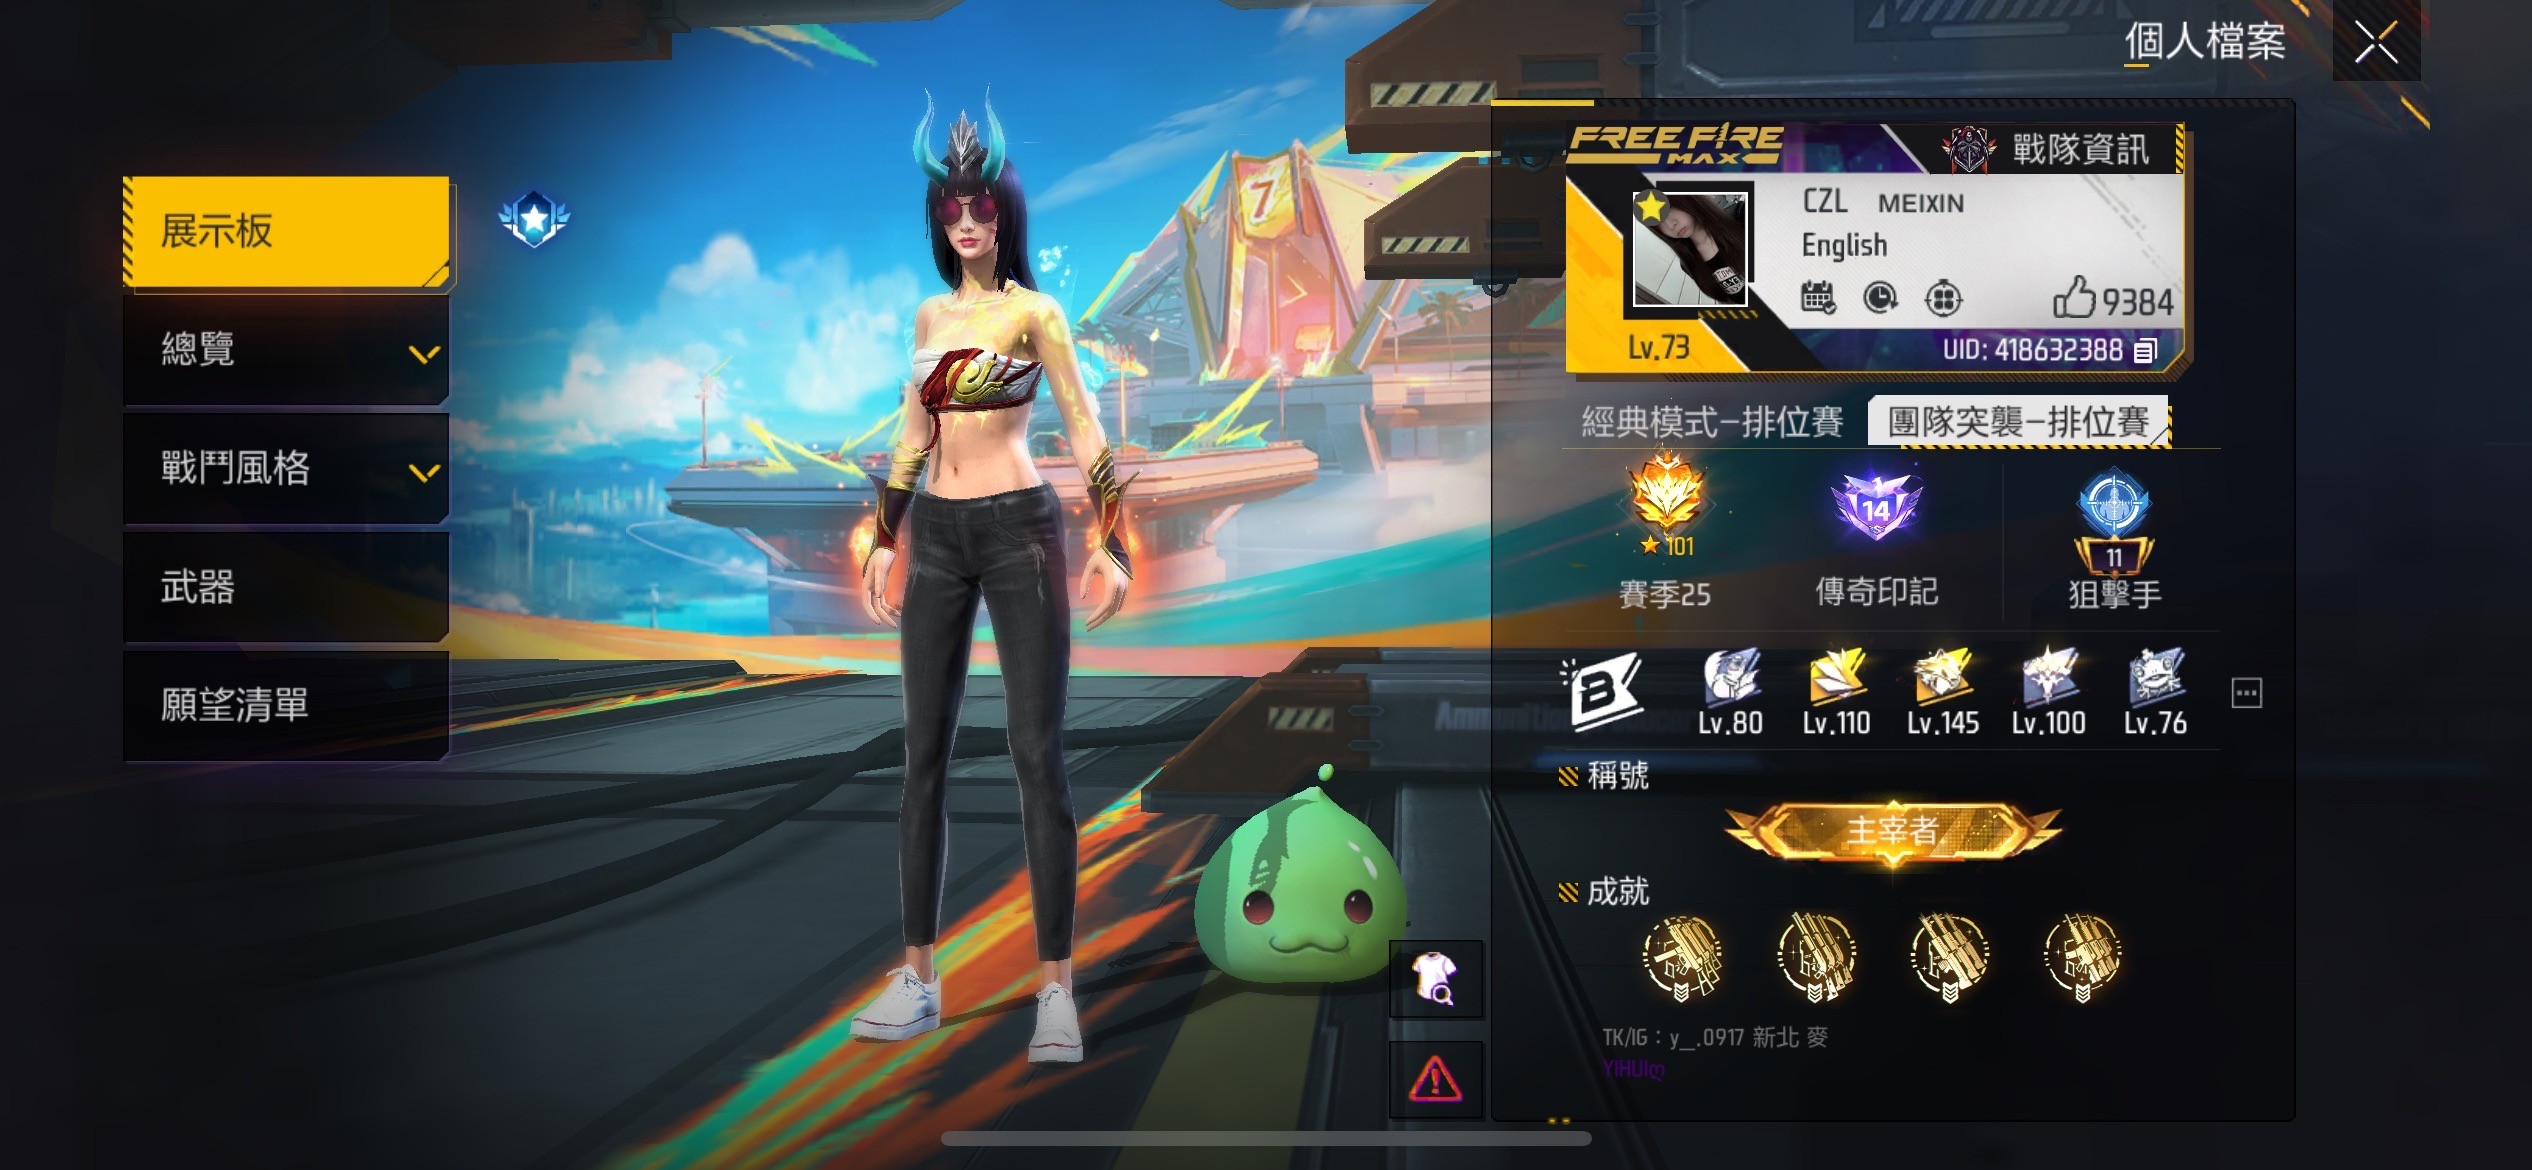 個人檔案
展示板
總覽
戰鬥風格
武器
願望清單
7
FREE FIRE
MAX
戰隊資訊
CZL MEIXIN
English
9384
Lv.73
UID: 418632388
經典模式-排位賽
團隊突襲-排位賽
★ 101
賽季25
14
傳奇印記
11
狙擊手
B
Lv.80
Lv.110
Lv.145
Lv.100
Lv.76
稱號
主宰者
成就
TK/IG:y__.0917 新北 麥
YIHUIღ